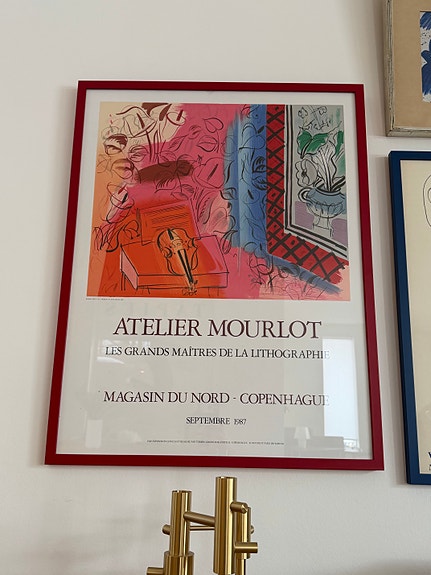 ATELIER MOURLOT
LES GRANDS MAÎTRES DE LA LITHOGRAPHIE
MAGASIN DU NORD - COPENHAGUE
SEPTEMBRE 1987